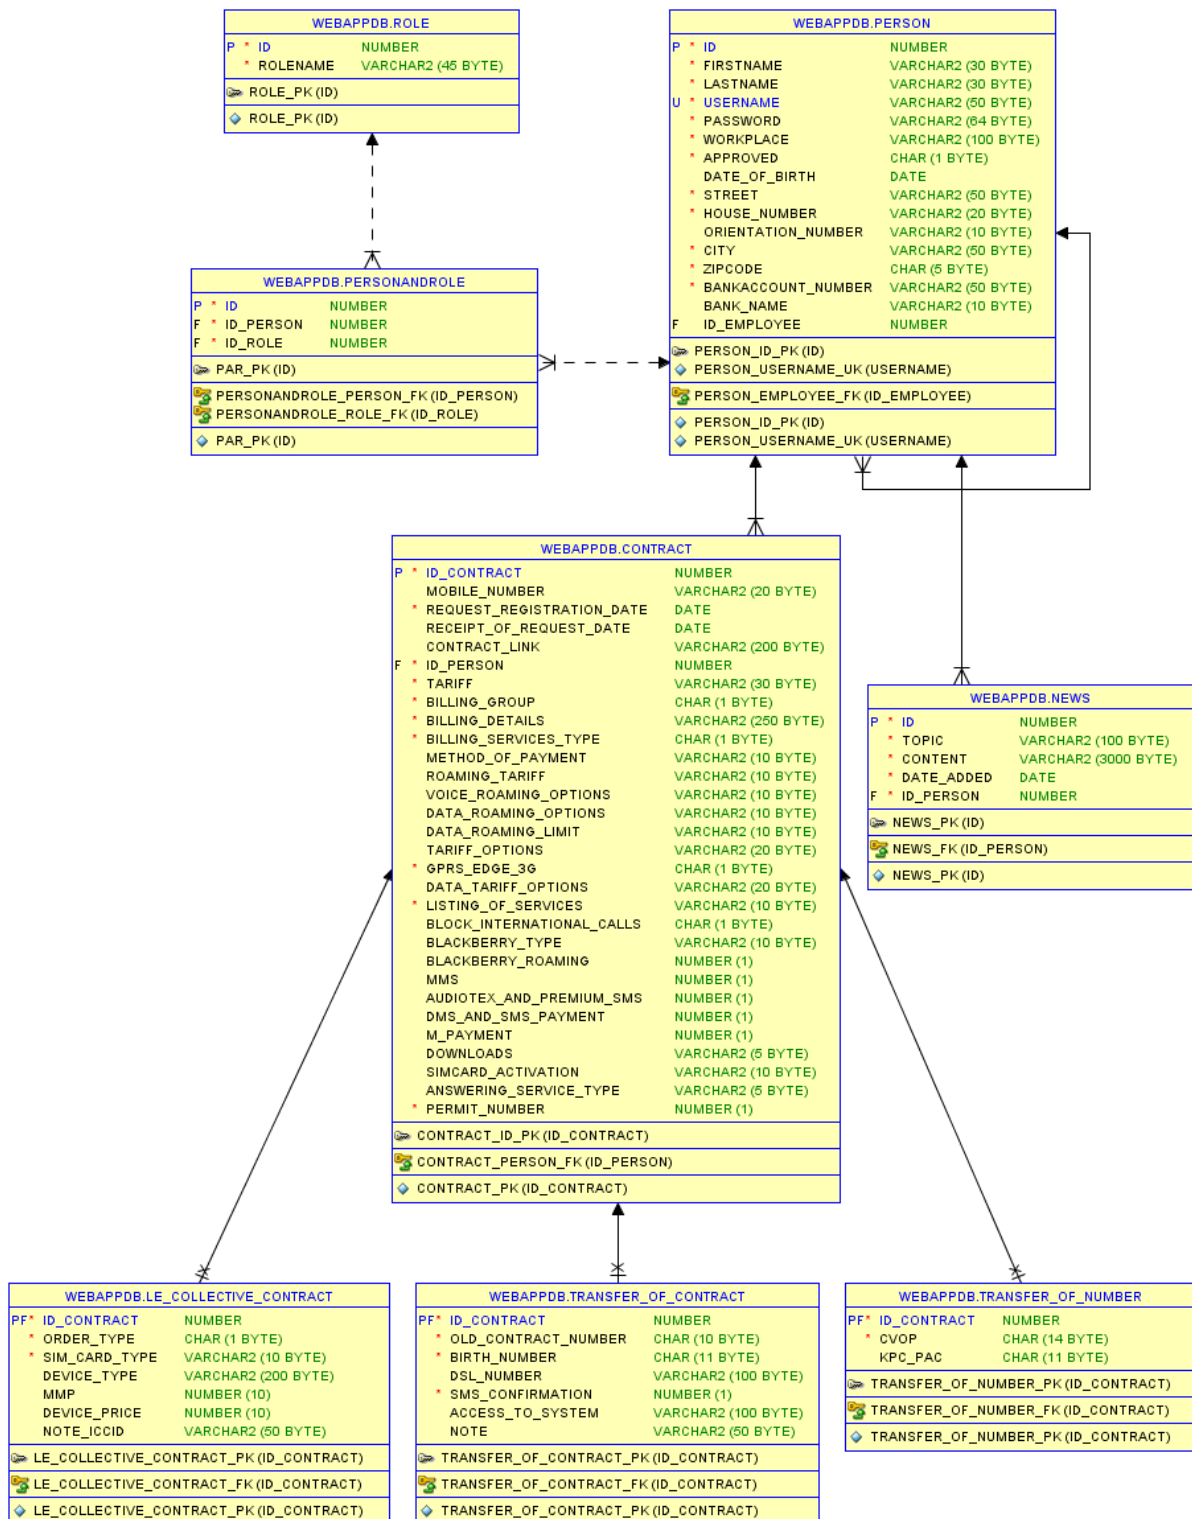 WEBAPPDB.ROLE
P * ID NUMBER
* ROLENAME VARCHAR2 (45 BYTE)
ROLE_PK (ID)
ROLE_PK (ID)
WEBAPPDB.PERSON
P * ID NUMBER
* FIRSTNAME VARCHAR2 (30 BYTE)
* LASTNAME VARCHAR2 (30 BYTE)
U * USERNAME VARCHAR2 (50 BYTE)
* PASSWORD VARCHAR2 (64 BYTE)
* WORKPLACE VARCHAR2 (100 BYTE)
* APPROVED CHAR (1 BYTE)
DATE_OF_BIRTH DATE
* STREET VARCHAR2 (50 BYTE)
* HOUSE_NUMBER VARCHAR2 (20 BYTE)
ORIENTATION_NUMBER VARCHAR2 (10 BYTE)
* CITY VARCHAR2 (50 BYTE)
* ZIPCODE CHAR (5 BYTE)
* BANKACCOUNT_NUMBER VARCHAR2 (50 BYTE)
BANK_NAME VARCHAR2 (10 BYTE)
F ID_EMPLOYEE NUMBER
PERSON_ID_PK (ID)
PERSON_USERNAME_UK (USERNAME)
PERSON_EMPLOYEE_FK (ID_EMPLOYEE)
PERSON_ID_PK (ID)
PERSON_USERNAME_UK (USERNAME)
WEBAPPDB.PERSONANDROLE
P * ID NUMBER
F * ID_PERSON NUMBER
F * ID_ROLE NUMBER
PAR_PK (ID)
PERSONANDROLE_PERSON_FK (ID_PERSON)
PERSONANDROLE_ROLE_FK (ID_ROLE)
PAR_PK (ID)
WEBAPPDB.CONTRACT
P * ID_CONTRACT NUMBER
MOBILE_NUMBER VARCHAR2 (20 BYTE)
* REQUEST_REGISTRATION_DATE DATE
RECEIPT_OF_REQUEST_DATE DATE
CONTRACT_LINK VARCHAR2 (200 BYTE)
F * ID_PERSON NUMBER
* TARIFF VARCHAR2 (30 BYTE)
* BILLING_GROUP CHAR (1 BYTE)
* BILLING_DETAILS VARCHAR2 (250 BYTE)
* BILLING_SERVICES_TYPE CHAR (1 BYTE)
METHOD_OF_PAYMENT VARCHAR2 (10 BYTE)
ROAMING_TARIFF VARCHAR2 (10 BYTE)
VOICE_ROAMING_OPTIONS VARCHAR2 (10 BYTE)
DATA_ROAMING_OPTIONS VARCHAR2 (10 BYTE)
DATA_ROAMING_LIMIT VARCHAR2 (10 BYTE)
TARIFF_OPTIONS VARCHAR2 (20 BYTE)
* GPRS_EDGE_3G CHAR (1 BYTE)
DATA_TARIFF_OPTIONS VARCHAR2 (20 BYTE)
* LISTING_OF_SERVICES VARCHAR2 (10 BYTE)
BLOCK_INTERNATIONAL_CALLS CHAR (1 BYTE)
BLACKBERRY_TYPE VARCHAR2 (10 BYTE)
BLACKBERRY_ROAMING NUMBER (1)
MMS NUMBER (1)
AUDIOTEX_AND_PREMIUM_SMS NUMBER (1)
DMS_AND_SMS_PAYMENT NUMBER (1)
M_PAYMENT NUMBER (1)
DOWNLOADS VARCHAR2 (5 BYTE)
SIMCARD_ACTIVATION VARCHAR2 (10 BYTE)
ANSWERING_SERVICE_TYPE VARCHAR2 (5 BYTE)
* PERMIT_NUMBER NUMBER (1)
CONTRACT_ID_PK (ID_CONTRACT)
CONTRACT_PERSON_FK (ID_PERSON)
CONTRACT_PK (ID_CONTRACT)
WEBAPPDB.NEWS
P * ID NUMBER
* TOPIC VARCHAR2 (100 BYTE)
* CONTENT VARCHAR2 (3000 BYTE)
* DATE_ADDED DATE
F * ID_PERSON NUMBER
NEWS_PK (ID)
NEWS_FK (ID_PERSON)
NEWS_PK (ID)
WEBAPPDB.LE_COLLECTIVE_CONTRACT
PF* ID_CONTRACT NUMBER
* ORDER_TYPE CHAR (1 BYTE)
* SIM_CARD_TYPE VARCHAR2 (10 BYTE)
DEVICE_TYPE VARCHAR2 (200 BYTE)
MMP NUMBER (10)
DEVICE_PRICE NUMBER (10)
NOTE_ICCID VARCHAR2 (50 BYTE)
LE_COLLECTIVE_CONTRACT_PK (ID_CONTRACT)
LE_COLLECTIVE_CONTRACT_FK (ID_CONTRACT)
LE_COLLECTIVE_CONTRACT_PK (ID_CONTRACT)
WEBAPPDB.TRANSFER_OF_CONTRACT
PF* ID_CONTRACT NUMBER
* OLD_CONTRACT_NUMBER CHAR (10 BYTE)
* BIRTH_NUMBER CHAR (11 BYTE)
DSL_NUMBER VARCHAR2 (100 BYTE)
* SMS_CONFIRMATION NUMBER (1)
ACCESS_TO_SYSTEM VARCHAR2 (100 BYTE)
NOTE VARCHAR2 (50 BYTE)
TRANSFER_OF_CONTRACT_PK (ID_CONTRACT)
TRANSFER_OF_CONTRACT_FK (ID_CONTRACT)
TRANSFER_OF_CONTRACT_PK (ID_CONTRACT)
WEBAPPDB.TRANSFER_OF_NUMBER
PF* ID_CONTRACT NUMBER
* CVOP CHAR (14 BYTE)
KPC_PAC CHAR (11 BYTE)
TRANSFER_OF_NUMBER_PK (ID_CONTRACT)
TRANSFER_OF_NUMBER_FK (ID_CONTRACT)
TRANSFER_OF_NUMBER_PK (ID_CONTRACT)